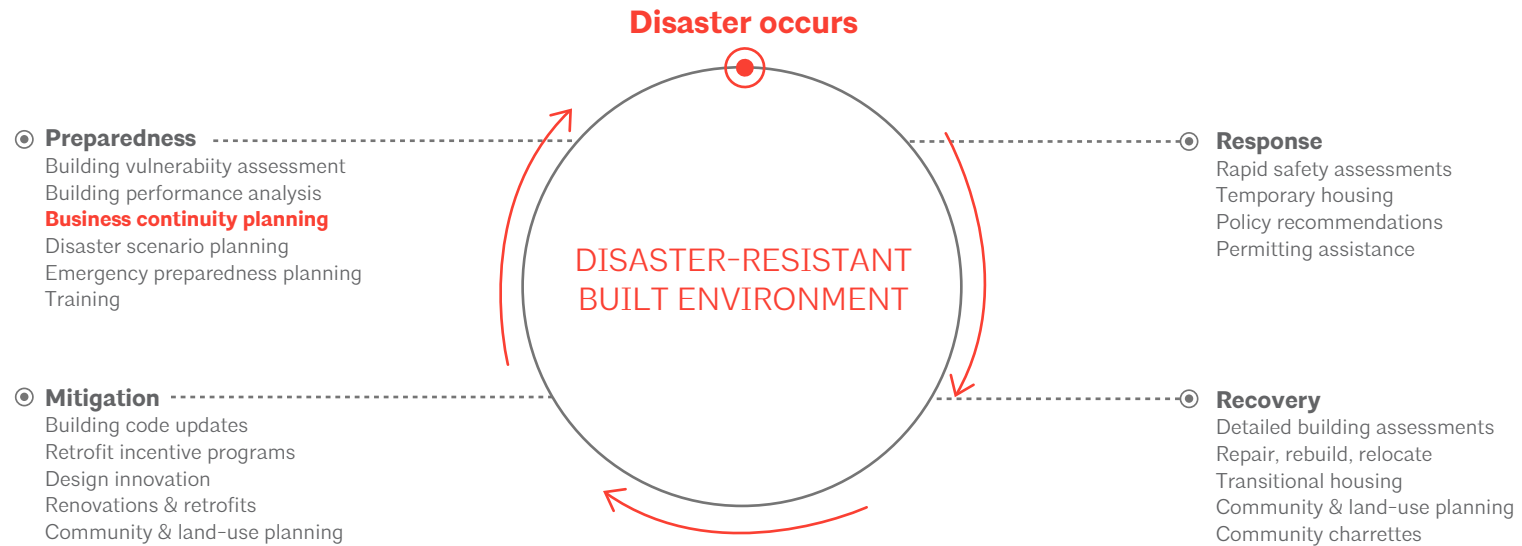 Disaster occurs
Preparedness
Building vulnerabiity assessment
Building performance analysis
Business continuity planning
Disaster scenario planning
Emergency preparedness planning
Training
Response
Rapid safety assessments
Temporary housing
Policy recommendations
Permitting assistance
DISASTER-RESISTANT
BUILT ENVIRONMENT
Mitigation
Building code updates
Retrofit incentive programs
Design innovation
Renovations & retrofits
Community & land-use planning
Recovery
Detailed building assessments
Repair, rebuild, relocate
Transitional housing
Community & land-use planning
Community charrettes